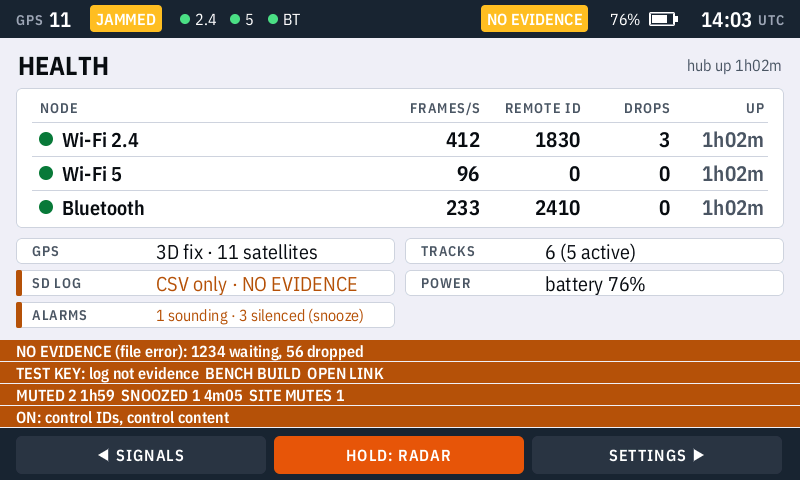 GPS 11 JAMMED 2.4 5 BT NO EVIDENCE 76% 14:03 UTC
HEALTH hub up 1h02m
NODE FRAMES/S REMOTE ID DROPS UP
Wi-Fi 2.4 412 1830 3 1h02m
Wi-Fi 5 96 0 0 1h02m
Bluetooth 233 2410 0 1h02m
GPS 3D fix · 11 satellites TRACKS 6 (5 active)
SD LOG CSV only · NO EVIDENCE POWER battery 76%
ALARMS 1 sounding · 3 silenced (snooze)
NO EVIDENCE (file error): 1234 waiting, 56 dropped
TEST KEY: log not evidence BENCH BUILD OPEN LINK
MUTED 2 1h59 SNOOZED 1 4m05 SITE MUTES 1
ON: control IDs, control content
◀ SIGNALS HOLD: RADAR SETTINGS ▶